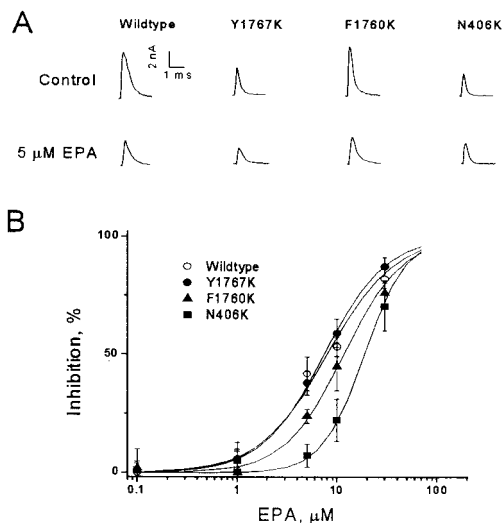 A
Wildtype
Y1767K
F1760K
N406K
2 nA
1 ms
Control
5 μM EPA
B
Wildtype
Y1767K
F1760K
N406K
Inhibition, %
100
50
0
0.1
1
10
100
EPA, μM